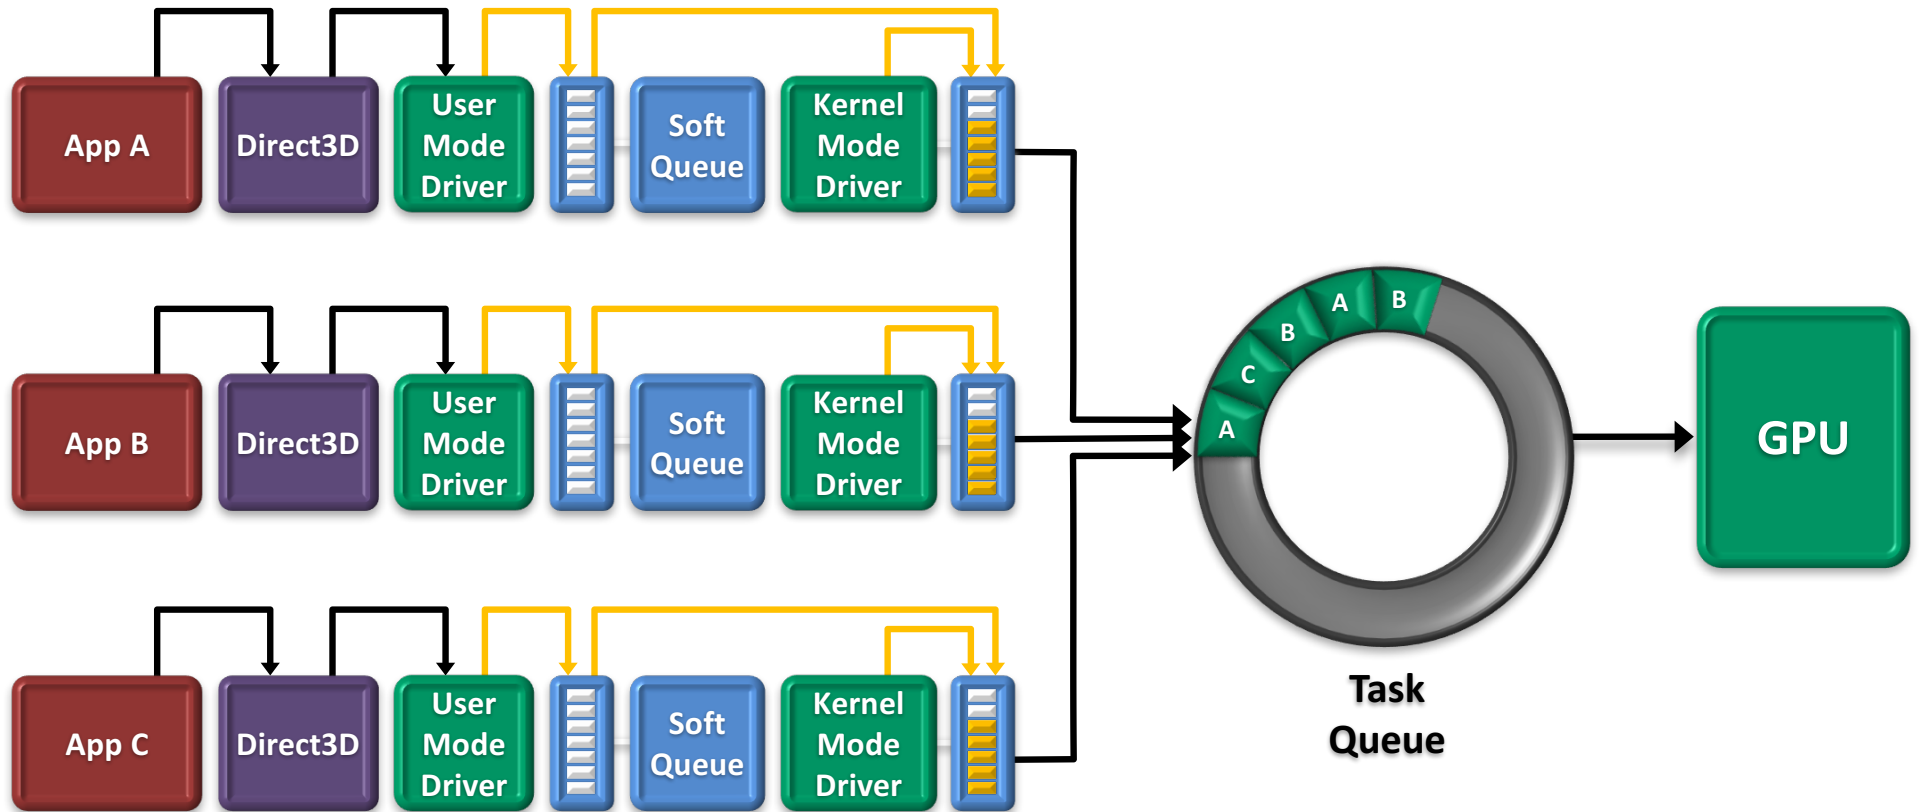 App A
Direct3D
User
Mode
Driver
Soft
Queue
Kernel
Mode
Driver
App B
Direct3D
User
Mode
Driver
Soft
Queue
Kernel
Mode
Driver
App C
Direct3D
User
Mode
Driver
Soft
Queue
Kernel
Mode
Driver
A
C
B
A
B
Task
Queue
GPU